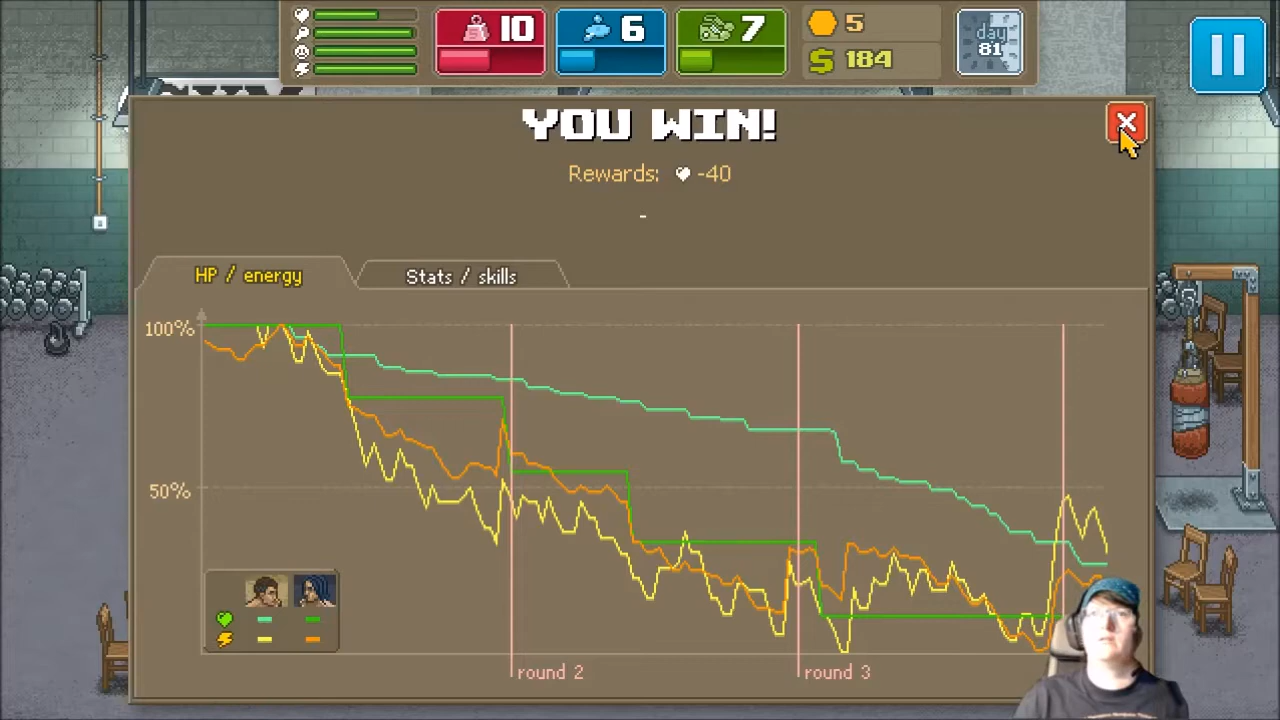 10
6
7
5
184
day
81
YOU WIN!
Rewards: -40
-
HP / energy
Stats / skills
100%
50%
round 2
round 3